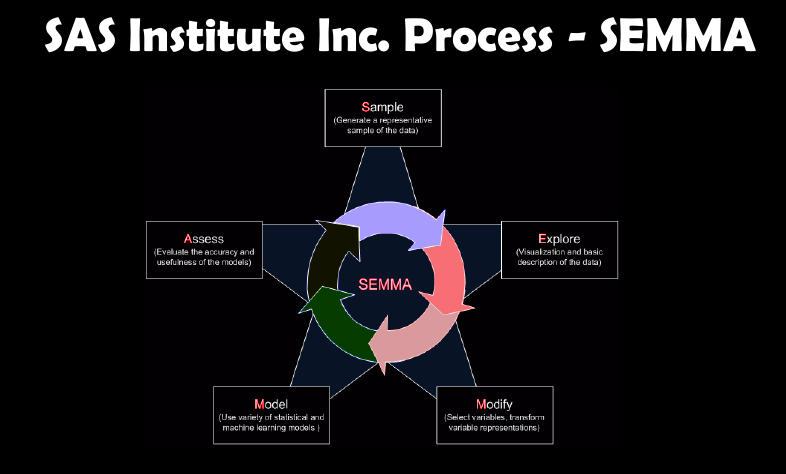 SAS Institute Inc. Process - SEMMA
Sample
(Generate a representative
sample of the data)
Assess
(Evaluate the accuracy and
usefulness of the models)
Explore
(Visualization and basic
description of the data)
SEMMA
Model
(Use variety of statistical and
machine learning models )
Modify
(Select variables, transform
variable representations)